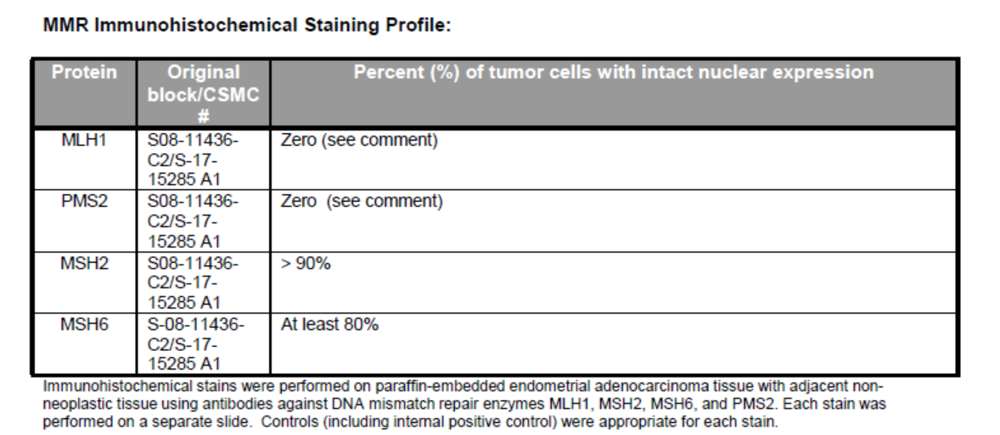 MMR Immunohistochemical Staining Profile:
Protein
Original
block/CSMC
#
Percent (%) of tumor cells with intact nuclear expression
MLH1
S08-11436-
C2/S-17-
15285 A1
Zero (see comment)
PMS2
S08-11436-
C2/S-17-
15285 A1
Zero  (see comment)
MSH2
S08-11436-
C2/S-17-
15285 A1
> 90%
MSH6
S-08-11436-
C2/S-17-
15285 A1
At least 80%
Immunohistochemical stains were performed on paraffin-embedded endometrial adenocarcinoma tissue with adjacent non-
neoplastic tissue using antibodies against DNA mismatch repair enzymes MLH1, MSH2, MSH6, and PMS2. Each stain was
performed on a separate slide.  Controls (including internal positive control) were appropriate for each stain.